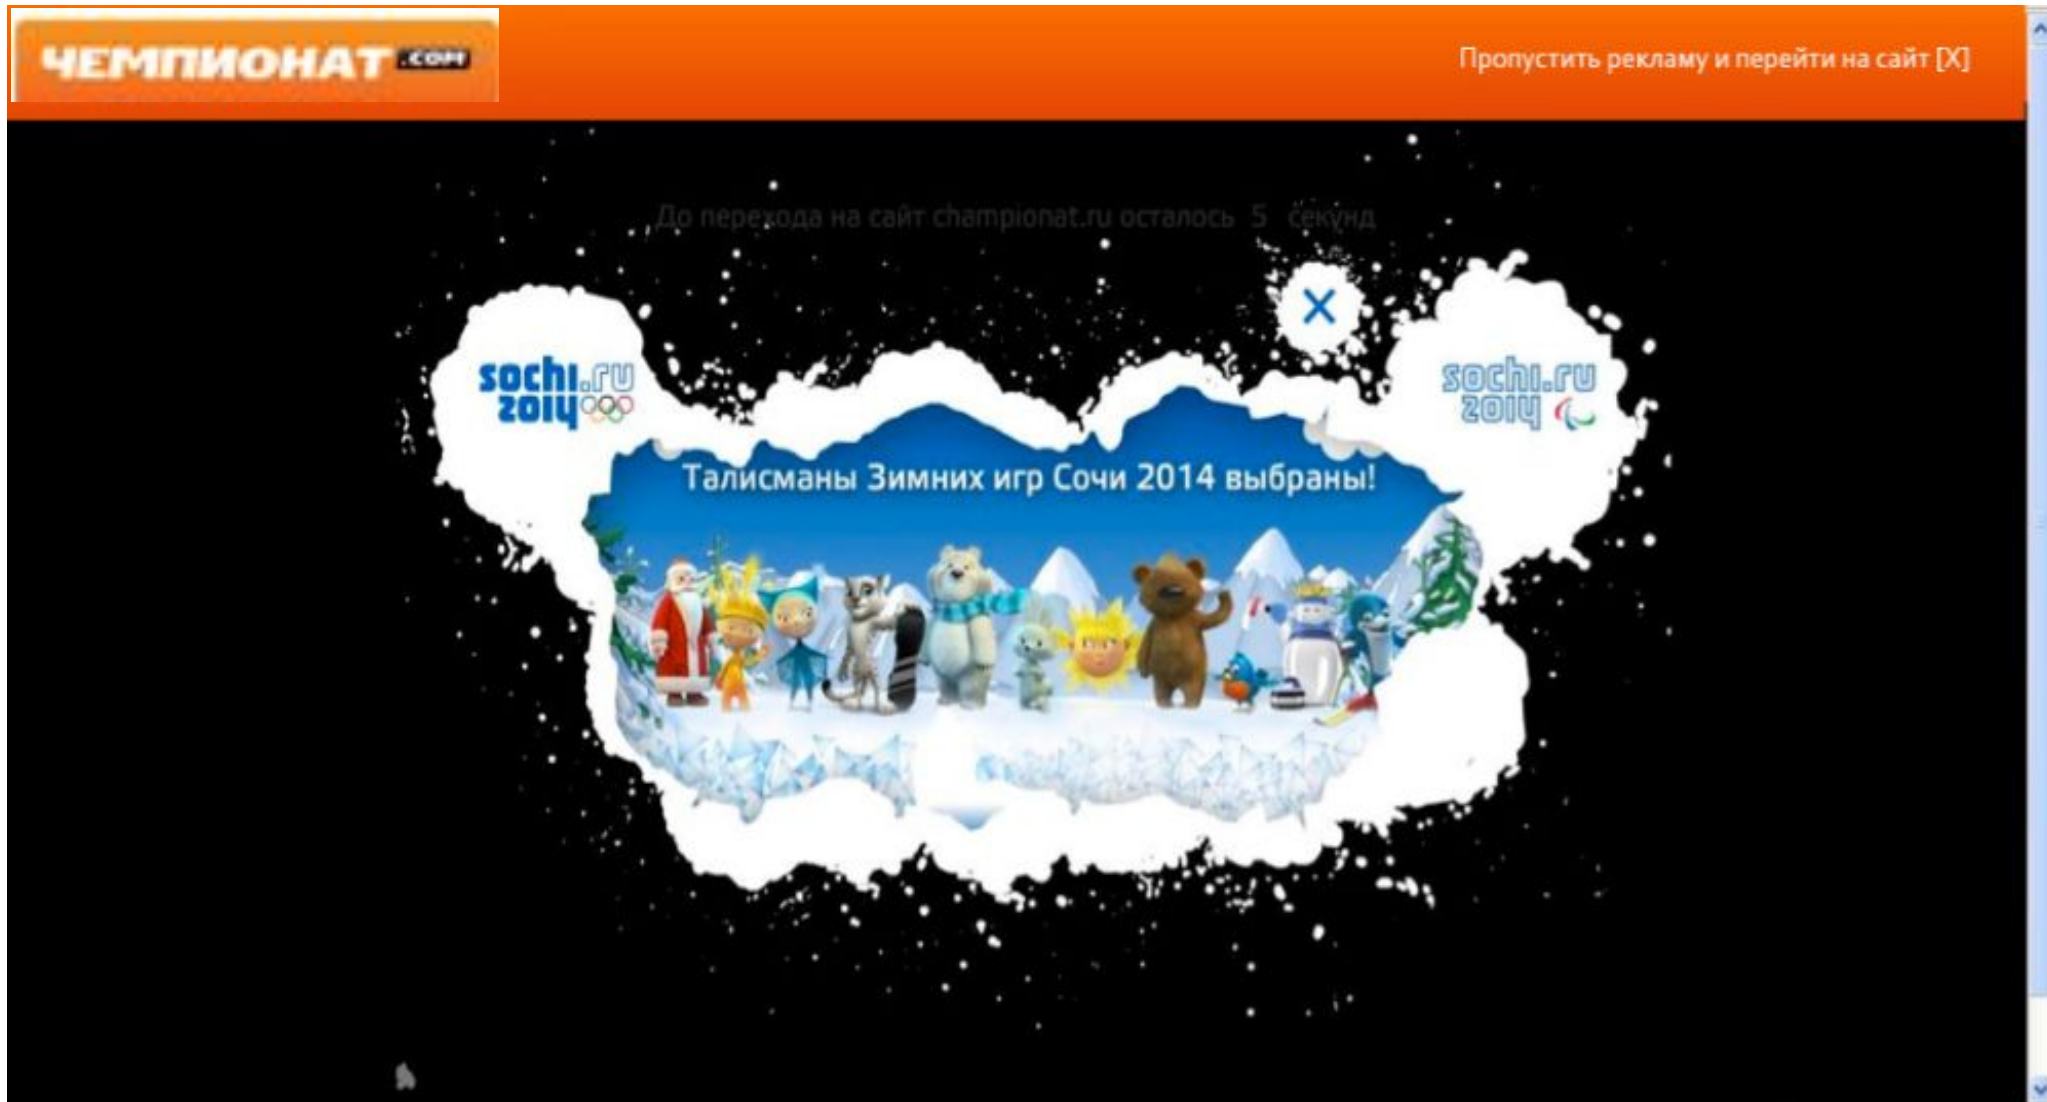 ЧЕМПИОНАТ.COM
Пропустить рекламу и перейти на сайт [X]
До перехода на сайт championat.ru осталось 5 секунд
X
sochi.ru
2014
sochi.ru
2014
Талисманы Зимних игр Сочи 2014 выбраны!